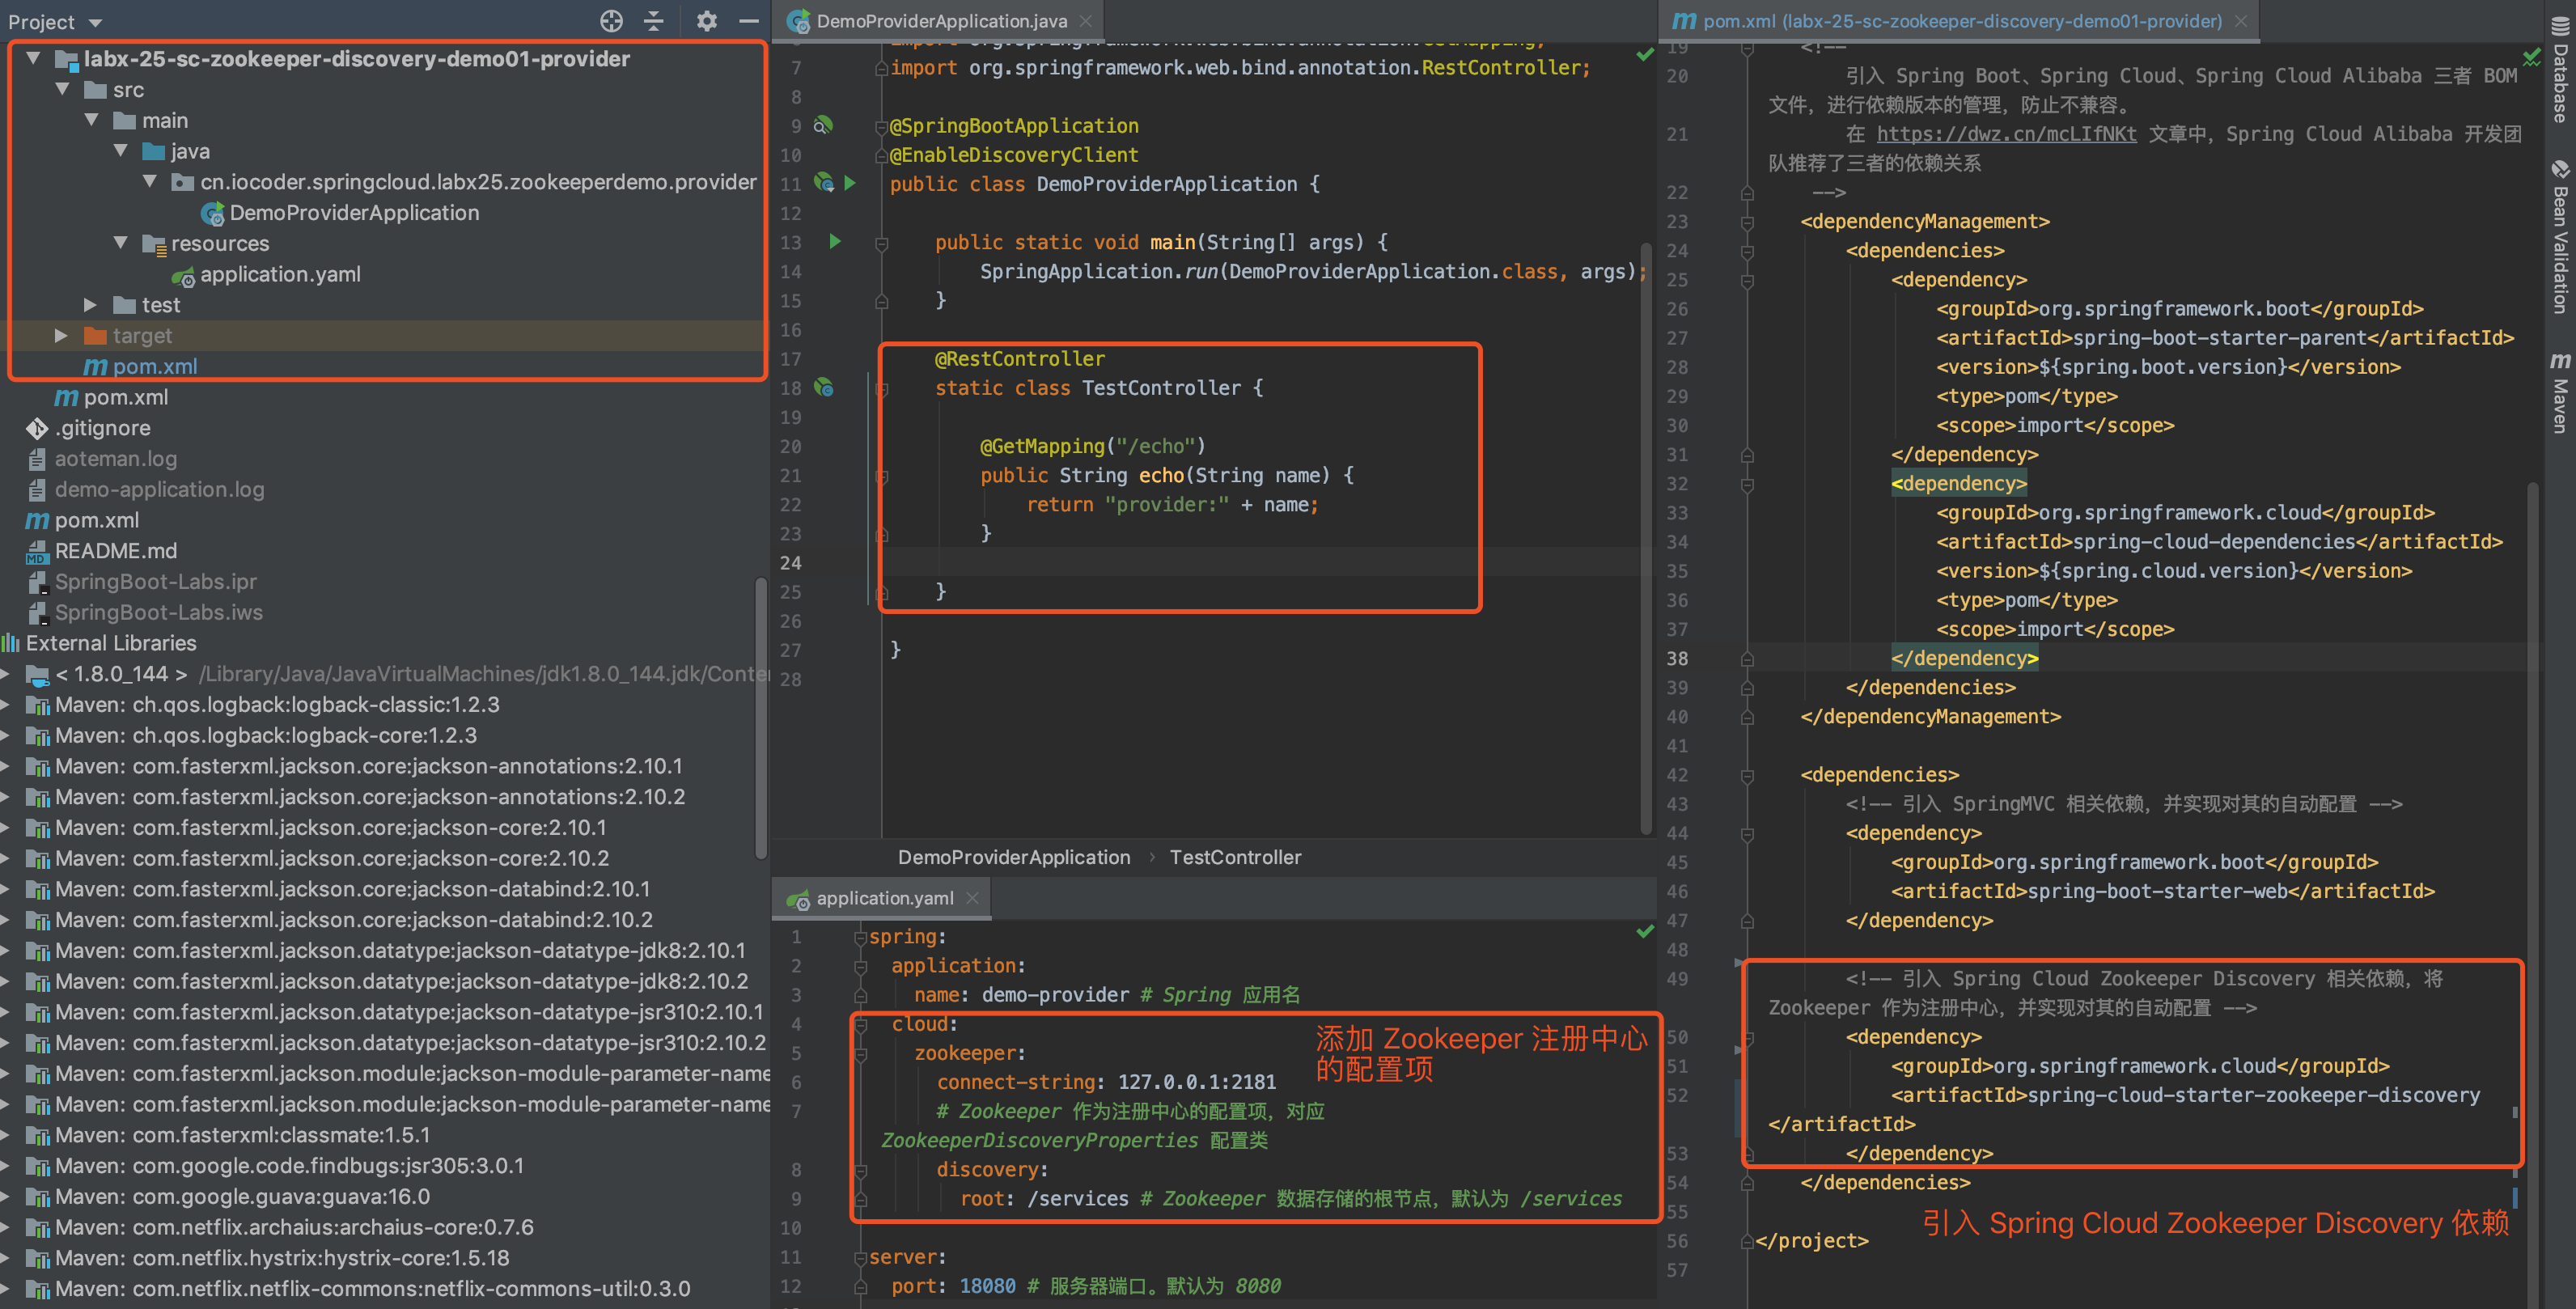 Project
labx-25-sc-zookeeper-discovery-demo01-provider
src
main
java
cn.iocoder.springcloud.labx25.zookeeperdemo.provider
DemoProviderApplication
resources
application.yaml
test
target
pom.xml
pom.xml
.gitignore
aoteman.log
demo-application.log
pom.xml
README.md
SpringBoot-Labs.ipr
SpringBoot-Labs.iws
External Libraries
< 1.8.0_144 > /Library/Java/JavaVirtualMachines/jdk1.8.0_144.jdk/Conte
Maven: ch.qos.logback:logback-classic:1.2.3
Maven: ch.qos.logback:logback-core:1.2.3
Maven: com.fasterxml.jackson.core:jackson-annotations:2.10.1
Maven: com.fasterxml.jackson.core:jackson-annotations:2.10.2
Maven: com.fasterxml.jackson.core:jackson-core:2.10.1
Maven: com.fasterxml.jackson.core:jackson-core:2.10.2
Maven: com.fasterxml.jackson.core:jackson-databind:2.10.1
Maven: com.fasterxml.jackson.core:jackson-databind:2.10.2
Maven: com.fasterxml.jackson.datatype:jackson-datatype-jdk8:2.10.1
Maven: com.fasterxml.jackson.datatype:jackson-datatype-jdk8:2.10.2
Maven: com.fasterxml.jackson.datatype:jackson-datatype-jsr310:2.10.1
Maven: com.fasterxml.jackson.datatype:jackson-datatype-jsr310:2.10.2
Maven: com.fasterxml.jackson.module:jackson-module-parameter-name
Maven: com.fasterxml.jackson.module:jackson-module-parameter-name
Maven: com.fasterxml:classmate:1.5.1
Maven: com.google.code.findbugs:jsr305:3.0.1
Maven: com.google.guava:guava:16.0
Maven: com.netflix.archaius:archaius-core:0.7.6
Maven: com.netflix.hystrix:hystrix-core:1.5.18
Maven: com.netflix.netflix-commons:netflix-commons-util:0.3.0
DemoProviderApplication.java
7 import org.springframework.web.bind.annotation.RestController;
8
9 @SpringBootApplication
10 @EnableDiscoveryClient
11 public class DemoProviderApplication {
12
13 public static void main(String[] args) {
14 SpringApplication.run(DemoProviderApplication.class, args);
15 }
16
17 @RestController
18 static class TestController {
19
20 @GetMapping("/echo")
21 public String echo(String name) {
22 return "provider:" + name;
23 }
24
25 }
26
27 }
28
DemoProviderApplication › TestController
application.yaml
1 spring:
2 application:
3 name: demo-provider # Spring 应用名
4 cloud:
5 zookeeper:
6 connect-string: 127.0.0.1:2181
7 # Zookeeper 作为注册中心的配置项，对应
ZookeeperDiscoveryProperties 配置类
8 discovery:
9 root: /services # Zookeeper 数据存储的根节点，默认为 /services
10
11 server:
12 port: 18080 # 服务器端口。默认为 8080
添加 Zookeeper 注册中心
的配置项
pom.xml (labx-25-sc-zookeeper-discovery-demo01-provider)
19 <!--
20 引入 Spring Boot、Spring Cloud、Spring Cloud Alibaba 三者 BOM
文件，进行依赖版本的管理，防止不兼容。
21 在 https://dwz.cn/mcLIfNKt 文章中，Spring Cloud Alibaba 开发团
队推荐了三者的依赖关系
22 -->
23 <dependencyManagement>
24 <dependencies>
25 <dependency>
26 <groupId>org.springframework.boot</groupId>
27 <artifactId>spring-boot-starter-parent</artifactId>
28 <version>${spring.boot.version}</version>
29 <type>pom</type>
30 <scope>import</scope>
31 </dependency>
32 <dependency>
33 <groupId>org.springframework.cloud</groupId>
34 <artifactId>spring-cloud-dependencies</artifactId>
35 <version>${spring.cloud.version}</version>
36 <type>pom</type>
37 <scope>import</scope>
38 </dependency>
39 </dependencies>
40 </dependencyManagement>
41
42 <dependencies>
43 <!-- 引入 SpringMVC 相关依赖，并实现对其的自动配置 -->
44 <dependency>
45 <groupId>org.springframework.boot</groupId>
46 <artifactId>spring-boot-starter-web</artifactId>
47 </dependency>
48
49 <!-- 引入 Spring Cloud Zookeeper Discovery 相关依赖，将
Zookeeper 作为注册中心，并实现对其的自动配置 -->
50 <dependency>
51 <groupId>org.springframework.cloud</groupId>
52 <artifactId>spring-cloud-starter-zookeeper-discovery
</artifactId>
53 </dependency>
54 </dependencies>
55
56 </project>
57
引入 Spring Cloud Zookeeper Discovery 依赖
Database
Bean Validation
Maven